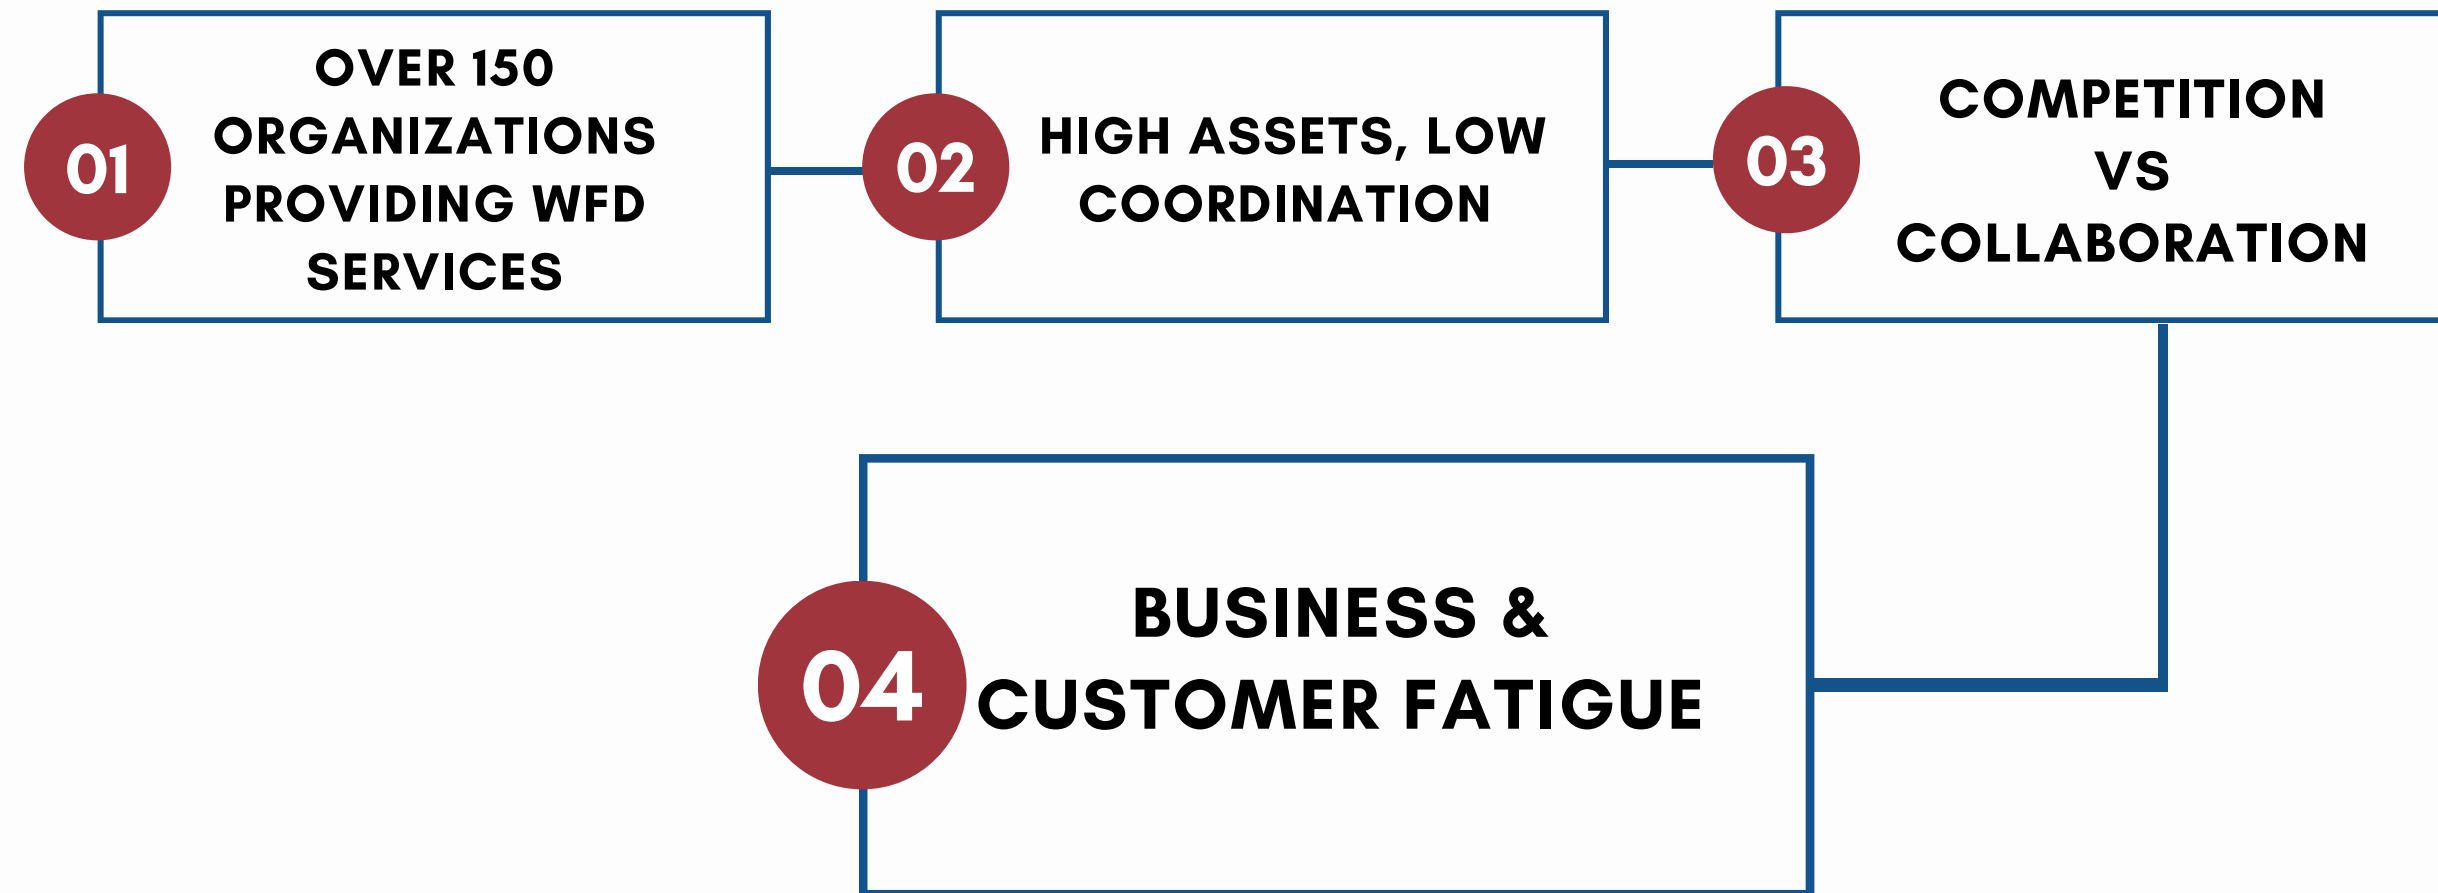 01
OVER 150
ORGANIZATIONS
PROVIDING WFD
SERVICES
02
HIGH ASSETS, LOW
COORDINATION
03
COMPETITION
VS
COLLABORATION
04
BUSINESS &
CUSTOMER FATIGUE